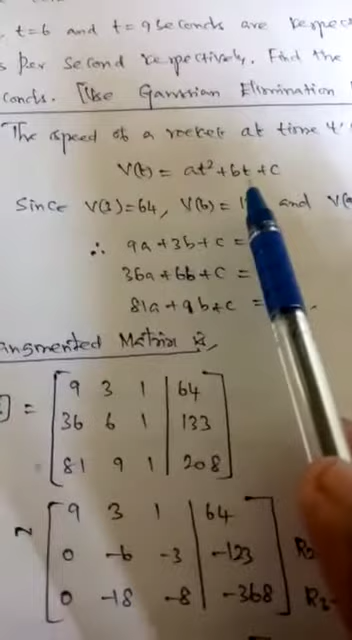 t=6 and t=9 seconds are respec
s per second respectively. Find the
conds. [Use Gaussian Elimination
The speed of a rocket at time 't'
V(t) = at² + bt + c
Since V(3)=64, V(6) = 1 and V(
∴ 9a+3b+c =
36a+6b+c =
81a+9b+c =
augmented Matrix is,
] = [ 9 3 1 | 64
36 6 1 | 133
81 9 1 | 208 ]
~ [ 9 3 1 | 64
0 -6 -3 | -123 ] R₂
0 -18 -8 | -368 ] R₃-